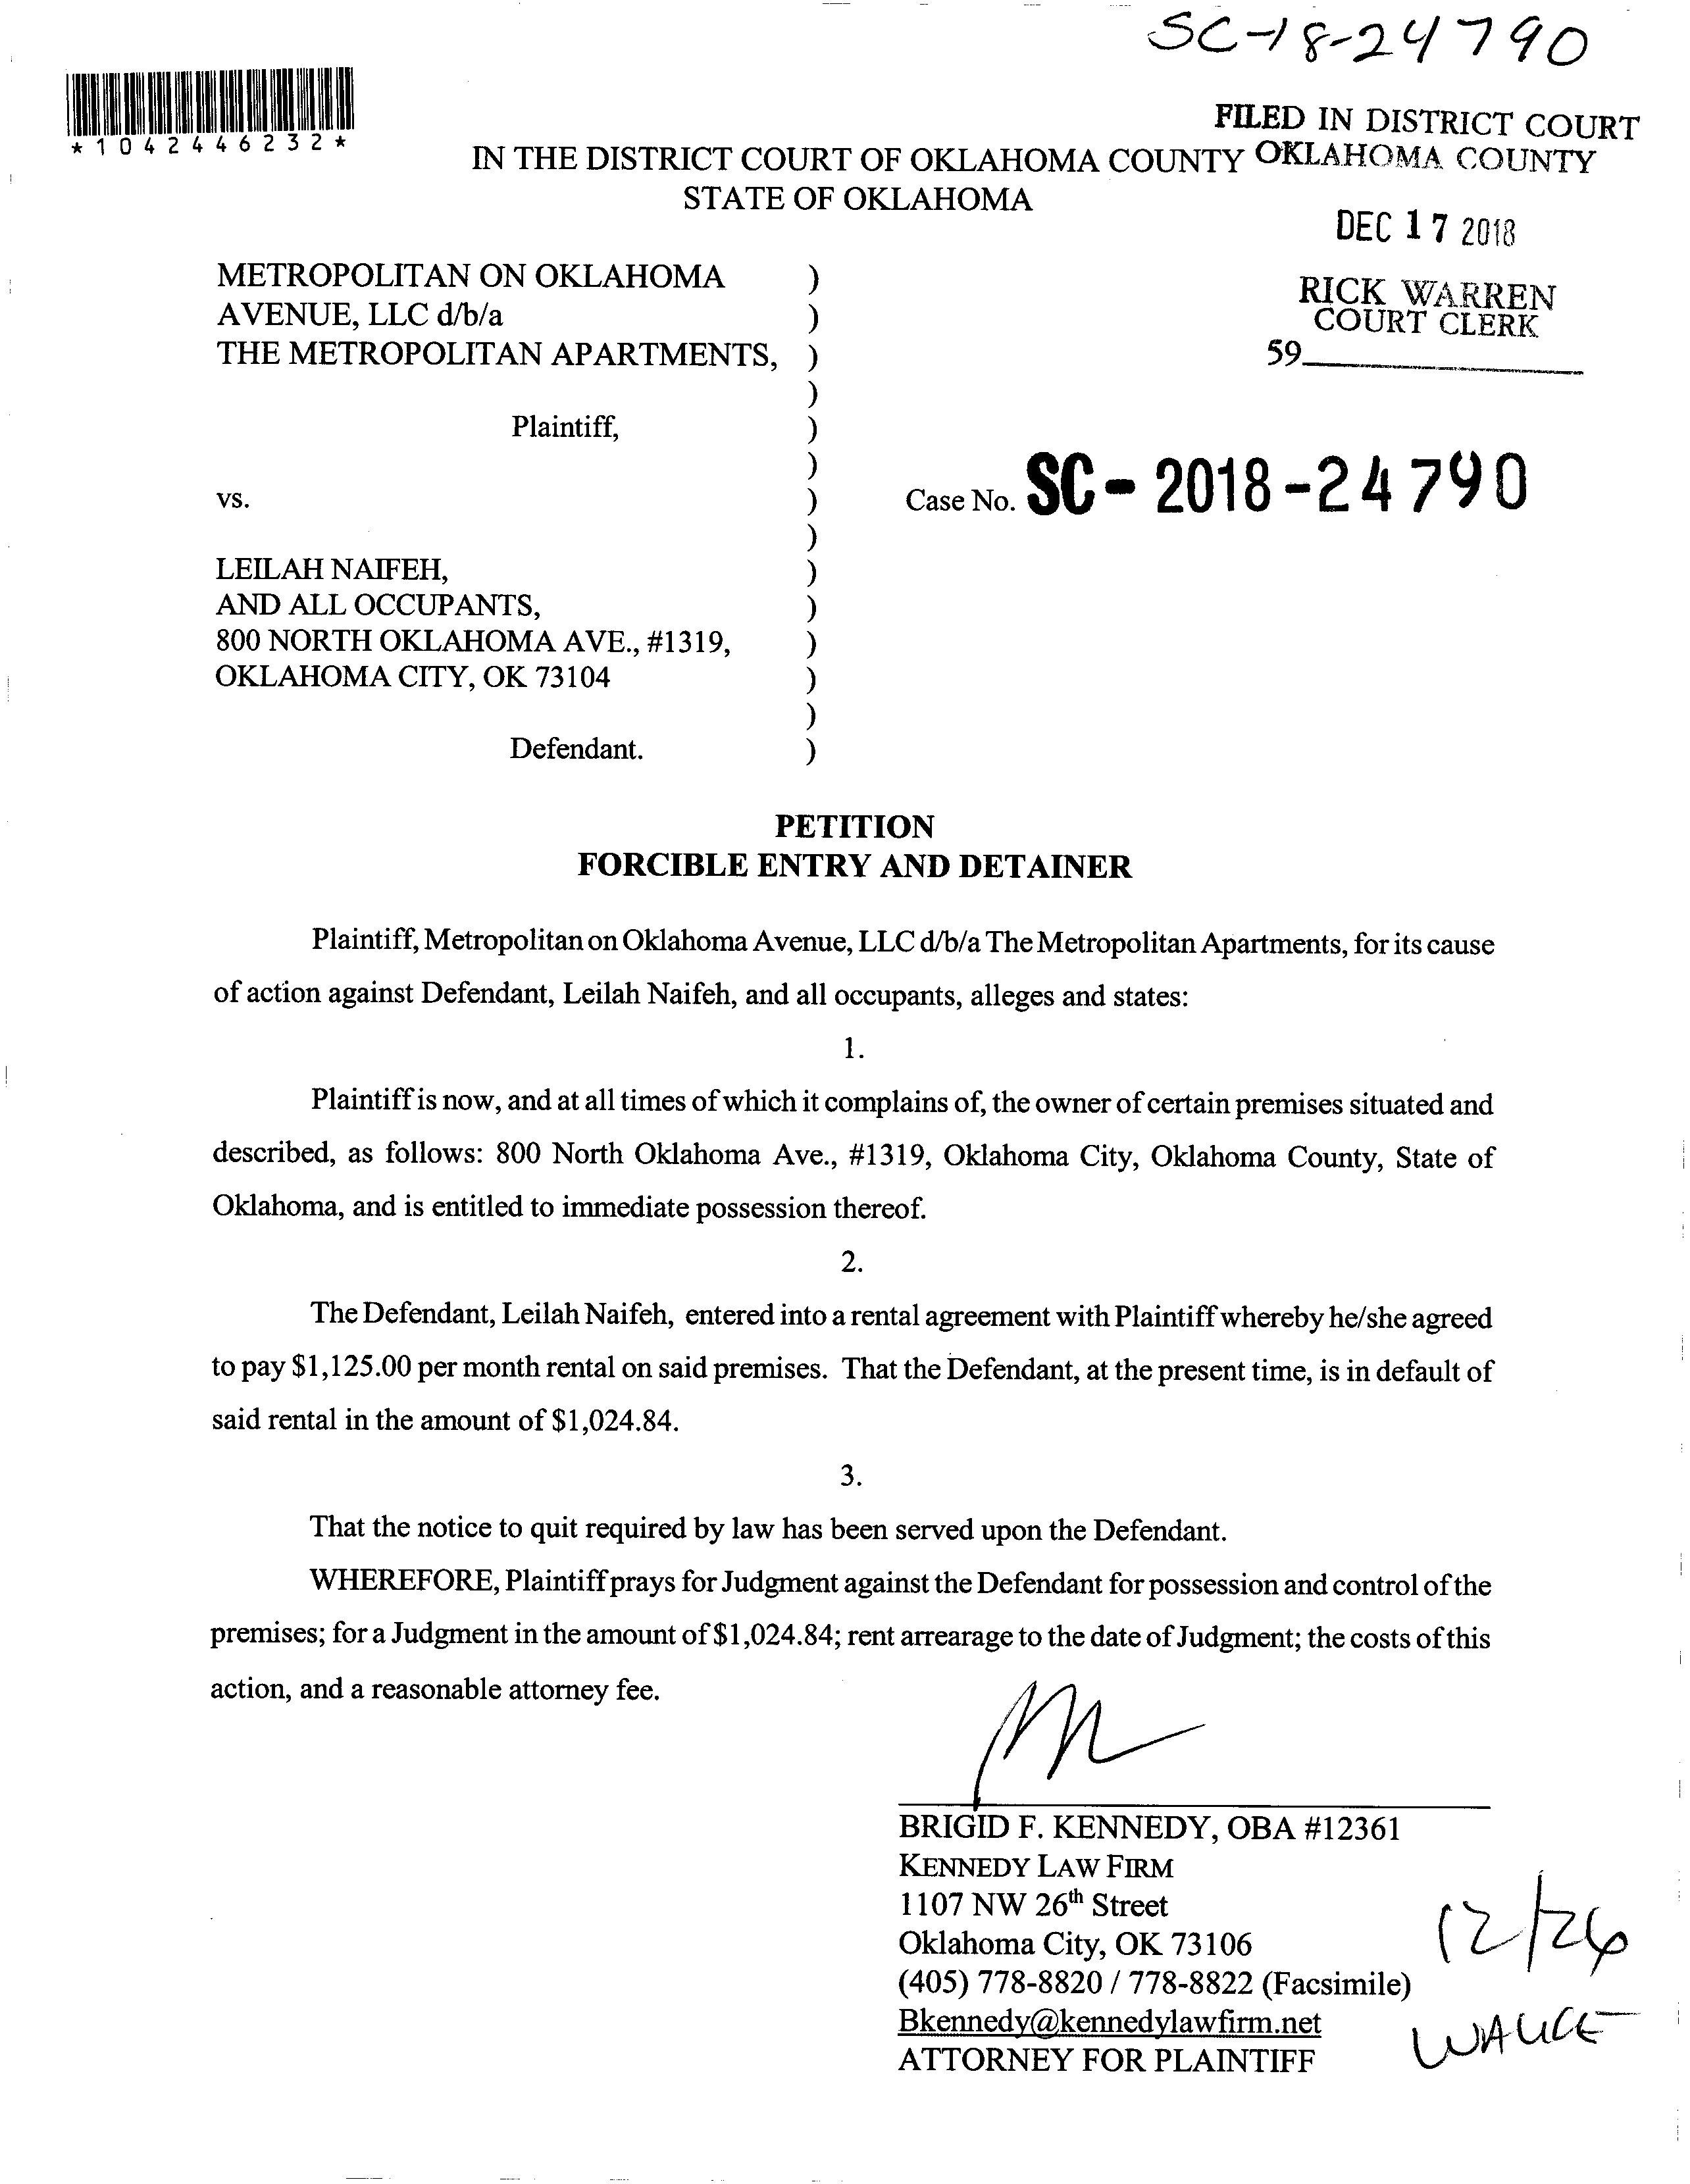 SC-18-24790
*1042446232*
FILED IN DISTRICT COURT
OKLAHOMA COUNTY
IN THE DISTRICT COURT OF OKLAHOMA COUNTY
STATE OF OKLAHOMA
DEC 17 2018
RICK WARREN
COURT CLERK
59
METROPOLITAN ON OKLAHOMA )
AVENUE, LLC d/b/a )
THE METROPOLITAN APARTMENTS, )
)
Plaintiff, )
)
vs. )
Case No. SC-2018-24790
)
LEILAH NAIFEH, )
AND ALL OCCUPANTS, )
800 NORTH OKLAHOMA AVE., #1319, )
OKLAHOMA CITY, OK 73104 )
)
Defendant. )
PETITION
FORCIBLE ENTRY AND DETAINER
Plaintiff, Metropolitan on Oklahoma Avenue, LLC d/b/a The Metropolitan Apartments, for its cause
of action against Defendant, Leilah Naifeh, and all occupants, alleges and states:
1.
Plaintiff is now, and at all times of which it complains of, the owner of certain premises situated and
described, as follows: 800 North Oklahoma Ave., #1319, Oklahoma City, Oklahoma County, State of
Oklahoma, and is entitled to immediate possession thereof.
2.
The Defendant, Leilah Naifeh, entered into a rental agreement with Plaintiff whereby he/she agreed
to pay $1,125.00 per month rental on said premises. That the Defendant, at the present time, is in default of
said rental in the amount of $1,024.84.
3.
That the notice to quit required by law has been served upon the Defendant.
WHEREFORE, Plaintiff prays for Judgment against the Defendant for possession and control of the
premises; for a Judgment in the amount of $1,024.84; rent arrearage to the date of Judgment; the costs of this
action, and a reasonable attorney fee.
BRIGID F. KENNEDY, OBA #12361
KENNEDY LAW FIRM
1107 NW 26th Street
Oklahoma City, OK 73106
(405) 778-8820 / 778-8822 (Facsimile)
Bkennedy@kennedylawfirm.net
ATTORNEY FOR PLAINTIFF
12/26